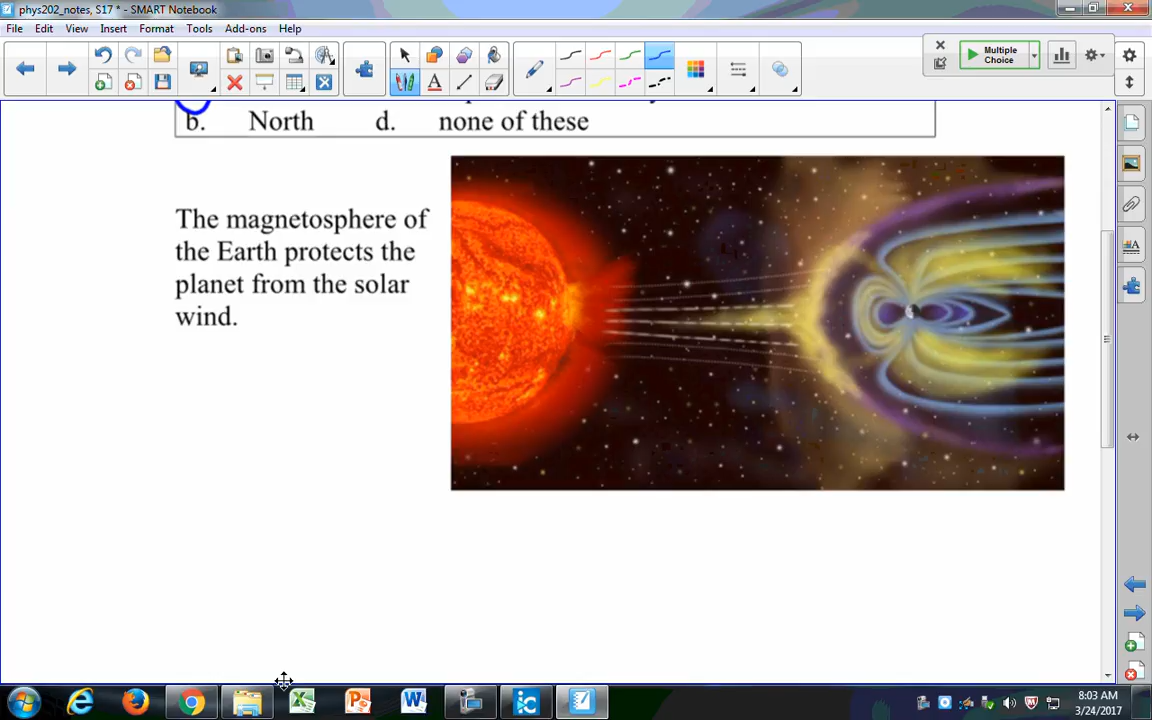 phys202_notes, S17 * - SMART Notebook
File Edit View Insert Format Tools Add-ons Help
Multiple
Choice
b. North d. none of these
The magnetosphere of
the Earth protects the
planet from the solar
wind.
8:03 AM
3/24/2017